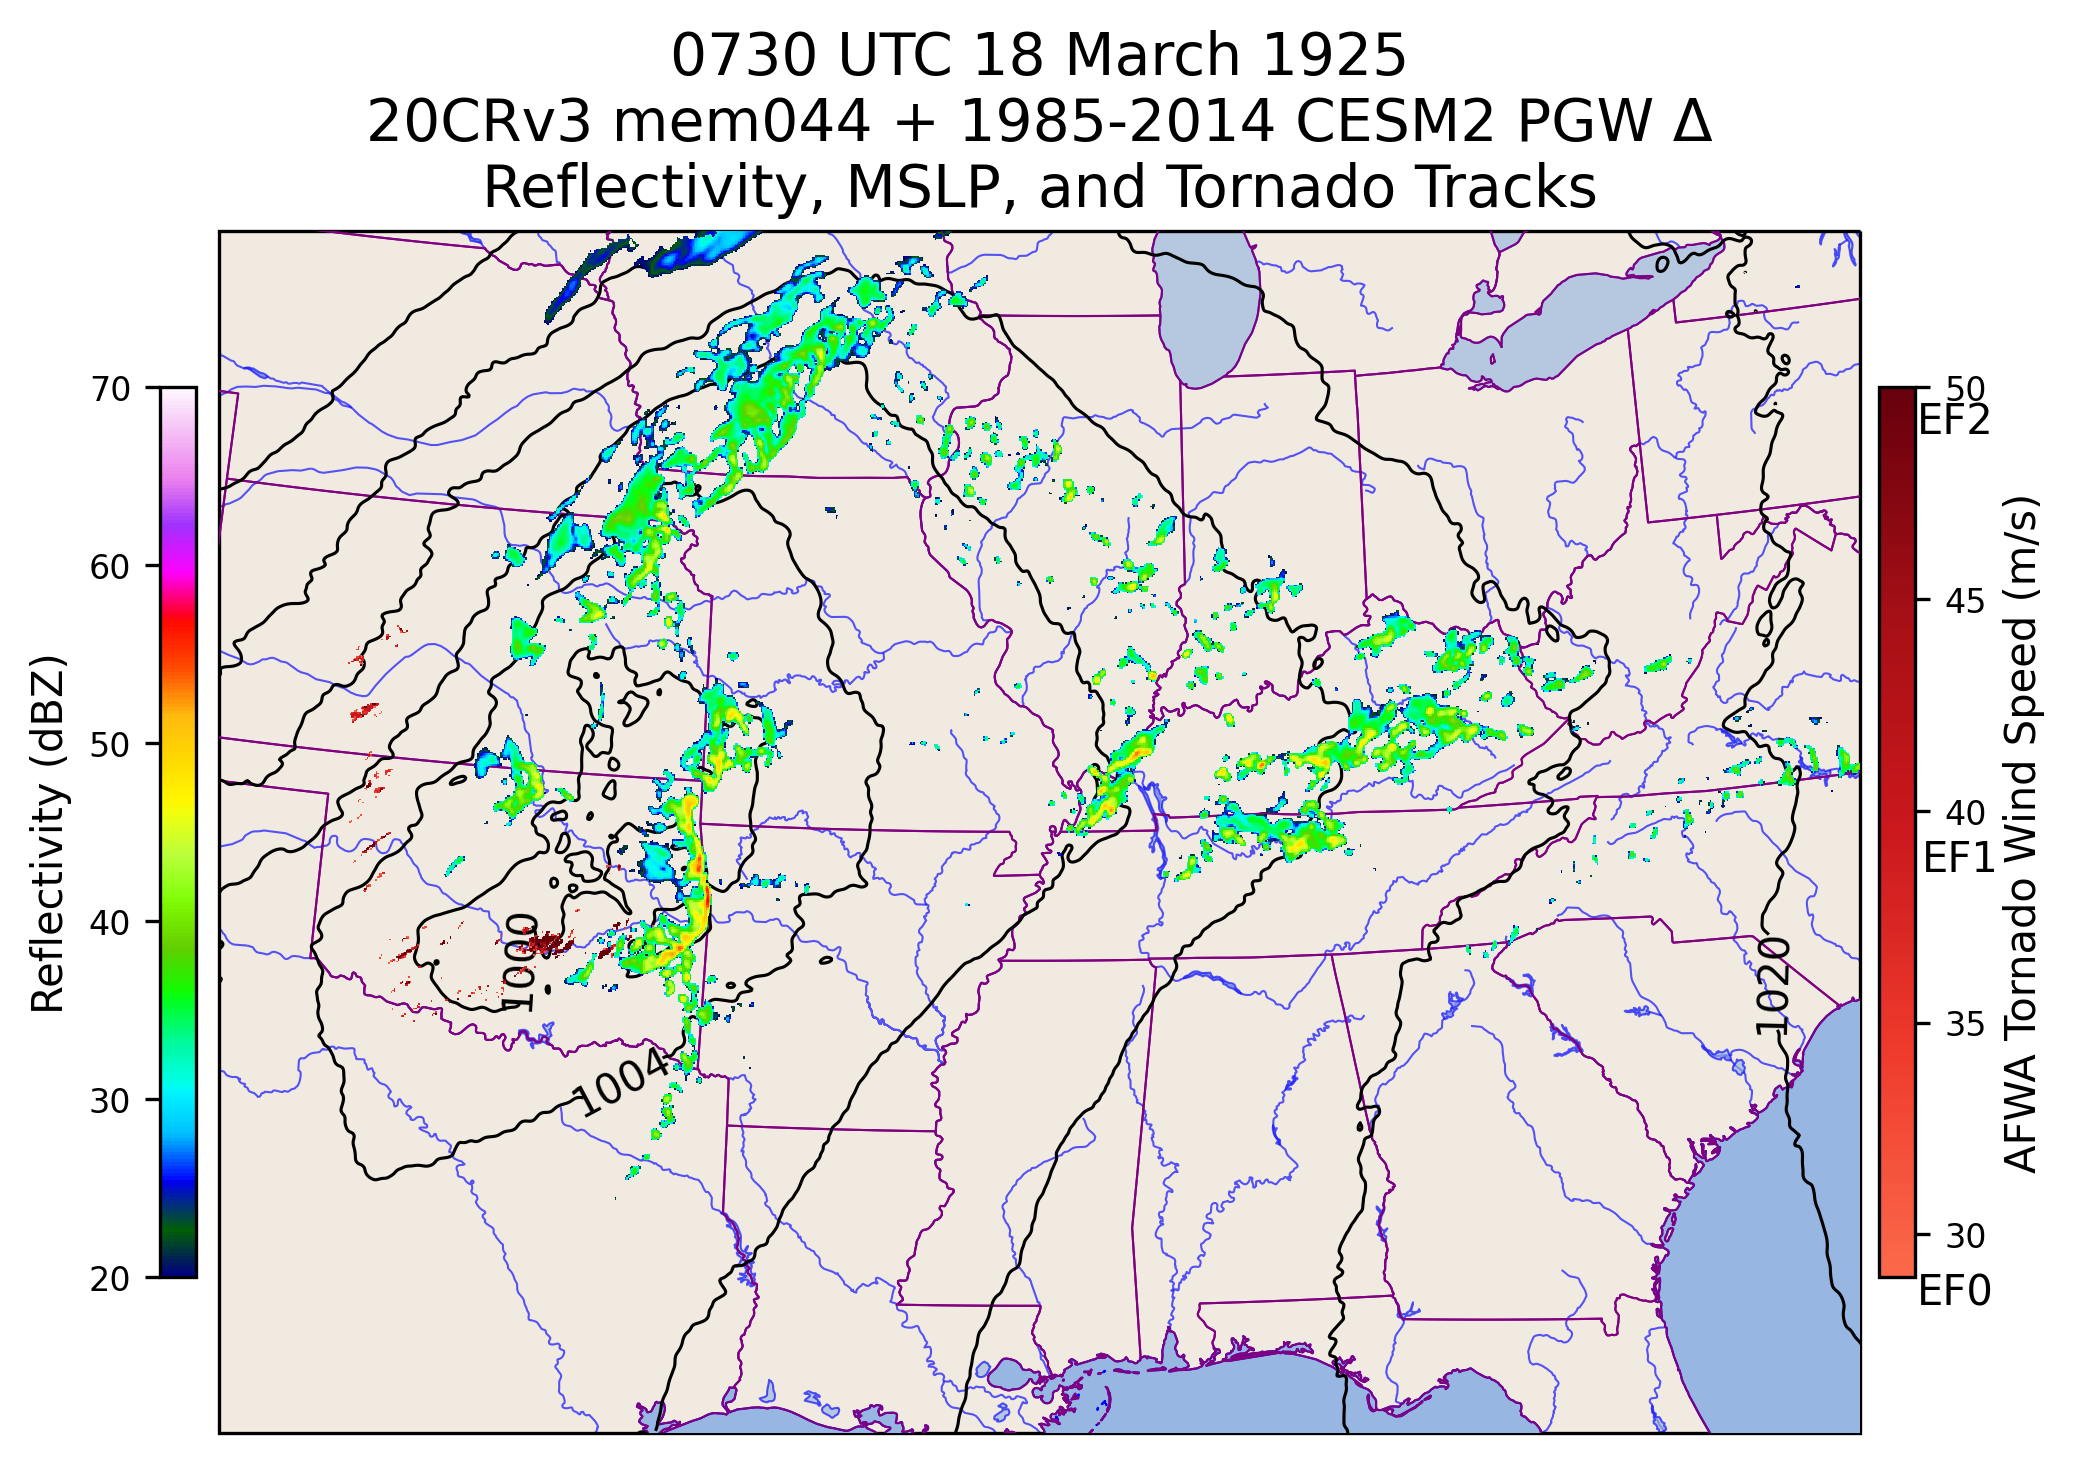 0730 UTC 18 March 1925
20CRv3 mem044 + 1985-2014 CESM2 PGW Δ
Reflectivity, MSLP, and Tornado Tracks
Reflectivity (dBZ)
70
60
50
40
30
20
1000
1004
1020
50
EF2
45
40
EF1
35
30
EF0
AFWA Tornado Wind Speed (m/s)